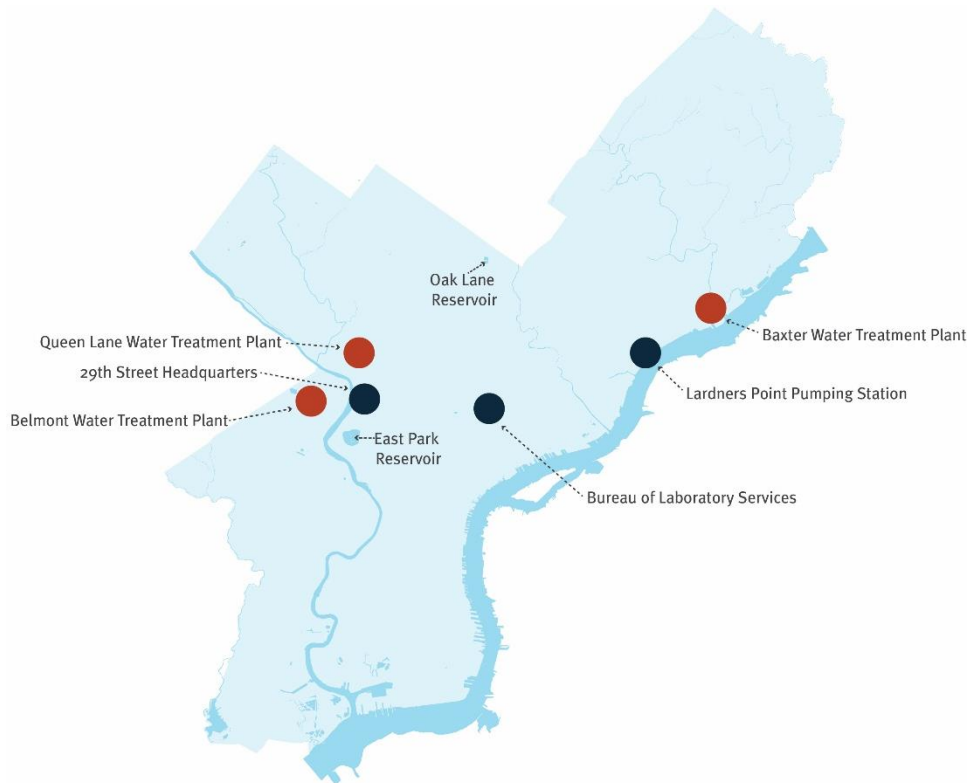 Oak Lane
Reservoir
Queen Lane Water Treatment Plant
Baxter Water Treatment Plant
29th Street Headquarters
Lardners Point Pumping Station
Belmont Water Treatment Plant
East Park
Reservoir
Bureau of Laboratory Services